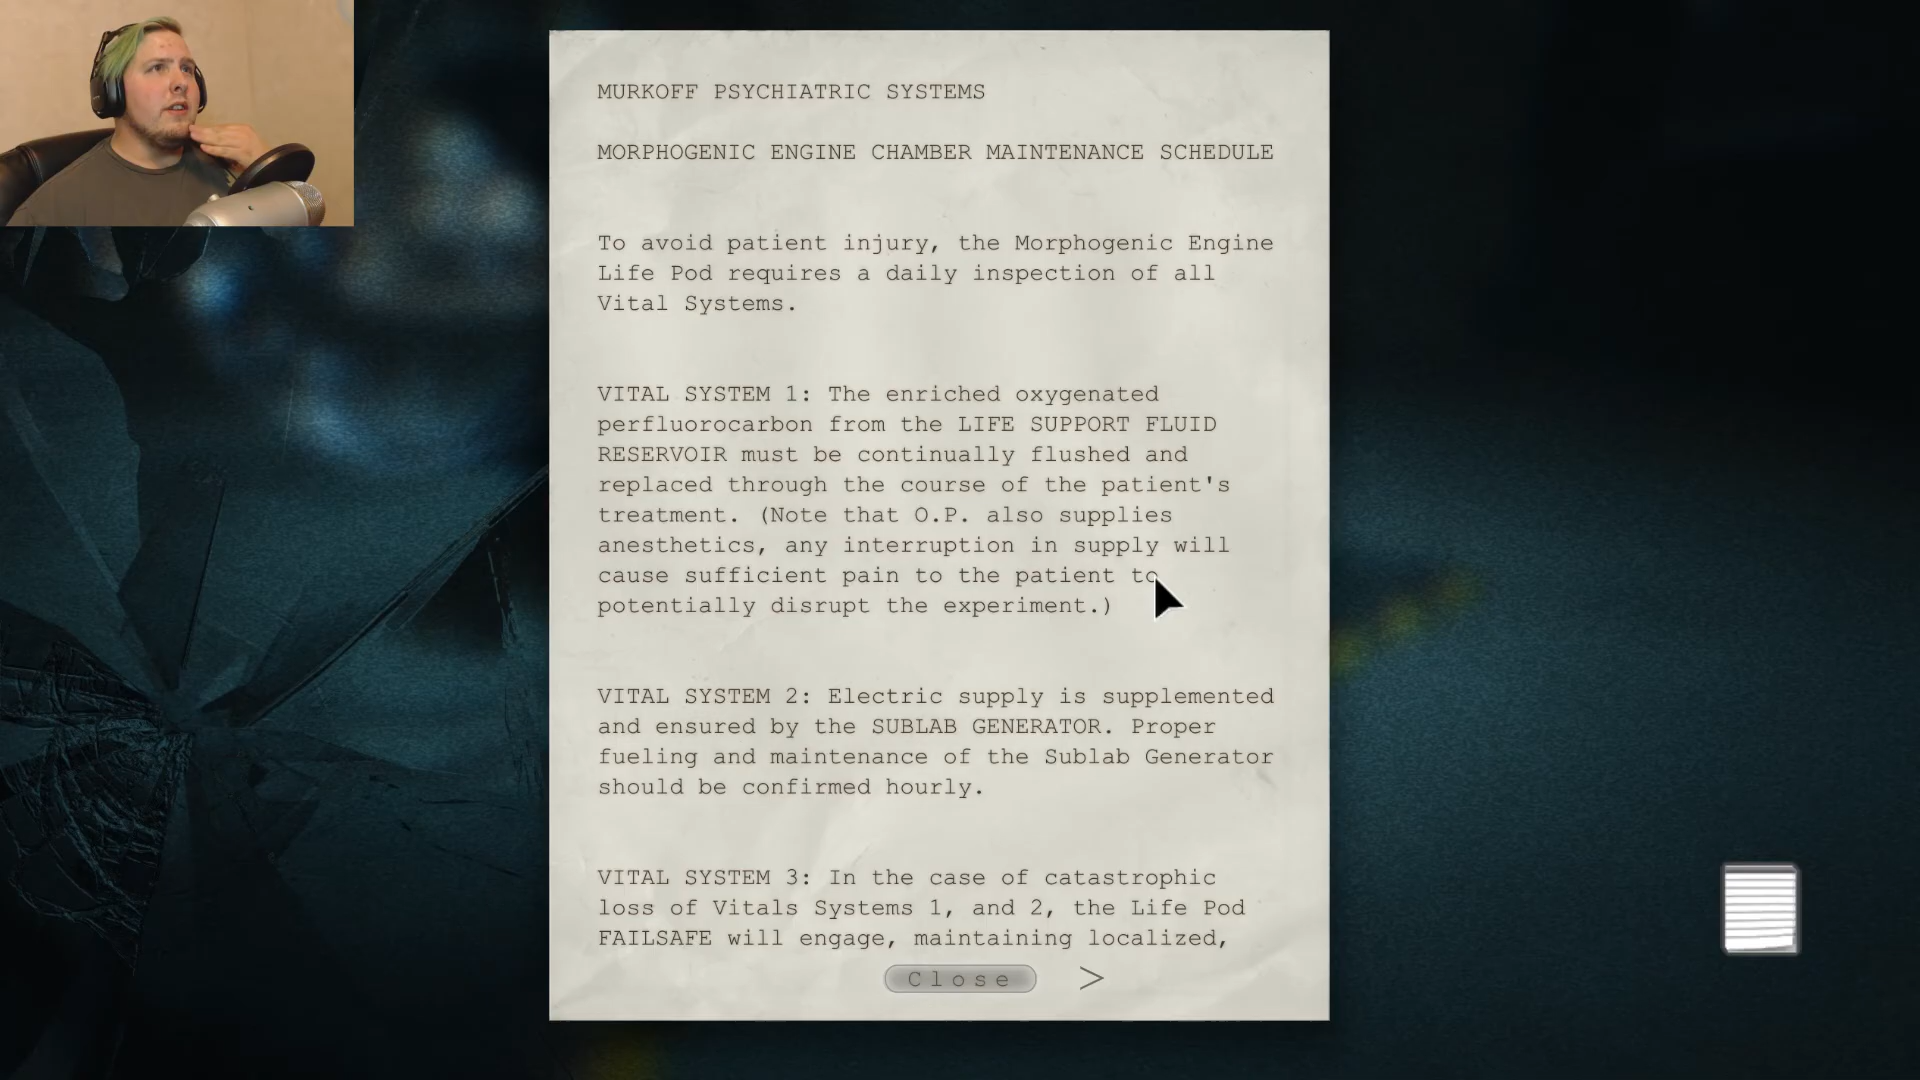 MURKOFF PSYCHIATRIC SYSTEMS
MORPHOGENIC ENGINE CHAMBER MAINTENANCE SCHEDULE
To avoid patient injury, the Morphogenic Engine
Life Pod requires a daily inspection of all
Vital Systems.
VITAL SYSTEM 1: The enriched oxygenated
perfluorocarbon from the LIFE SUPPORT FLUID
RESERVOIR must be continually flushed and
replaced through the course of the patient's
treatment. (Note that O.P. also supplies
anesthetics, any interruption in supply will
cause sufficient pain to the patient to
potentially disrupt the experiment.)
VITAL SYSTEM 2: Electric supply is supplemented
and ensured by the SUBLAB GENERATOR. Proper
fueling and maintenance of the Sublab Generator
should be confirmed hourly.
VITAL SYSTEM 3: In the case of catastrophic
loss of Vitals Systems 1, and 2, the Life Pod
FAILSAFE will engage, maintaining localized,
Close >